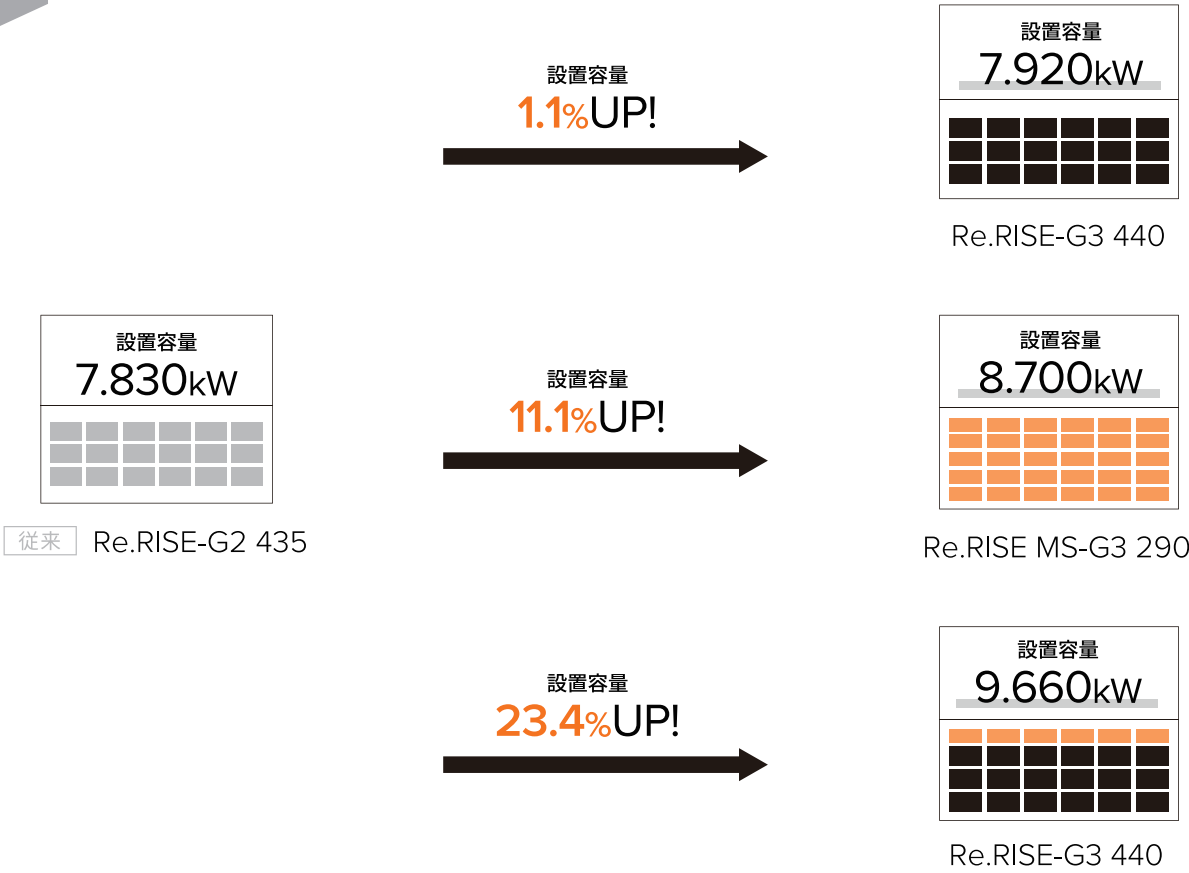 設置容量
1.1%UP!
設置容量
7.920kW
Re.RISE-G3 440
設置容量
7.830kW
従来 Re.RISE-G2 435
設置容量
11.1%UP!
設置容量
8.700kW
Re.RISE MS-G3 290
設置容量
23.4%UP!
設置容量
9.660kW
Re.RISE-G3 440